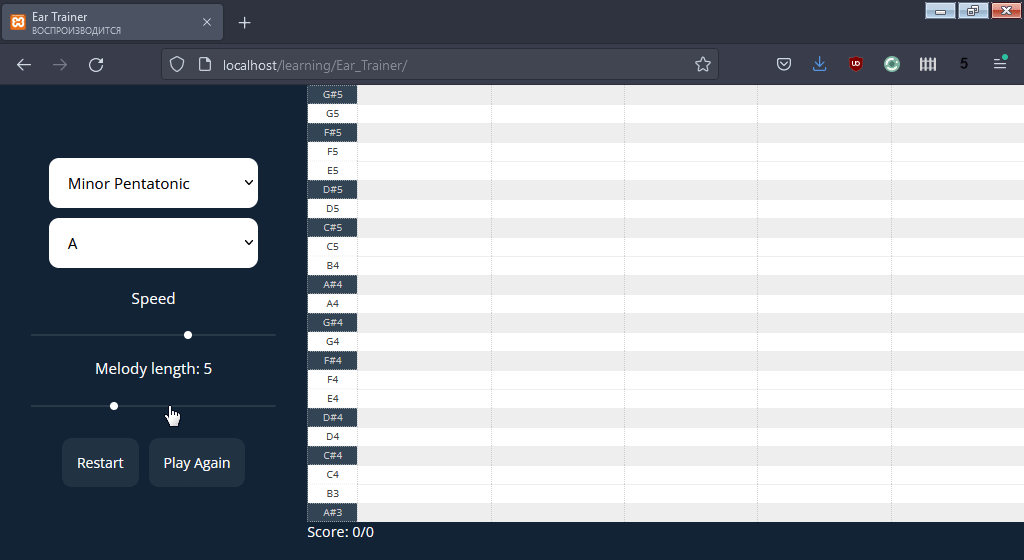 Ear Trainer
ВОСПРОИЗВОДИТСЯ
localhost/learning/Ear_Trainer/
5
Minor Pentatonic
A
Speed
Melody length: 5
Restart
Play Again
G#5
G5
F#5
F5
E5
D#5
D5
C#5
C5
B4
A#4
A4
G#4
G4
F#4
F4
E4
D#4
D4
C#4
C4
B3
A#3
Score: 0/0